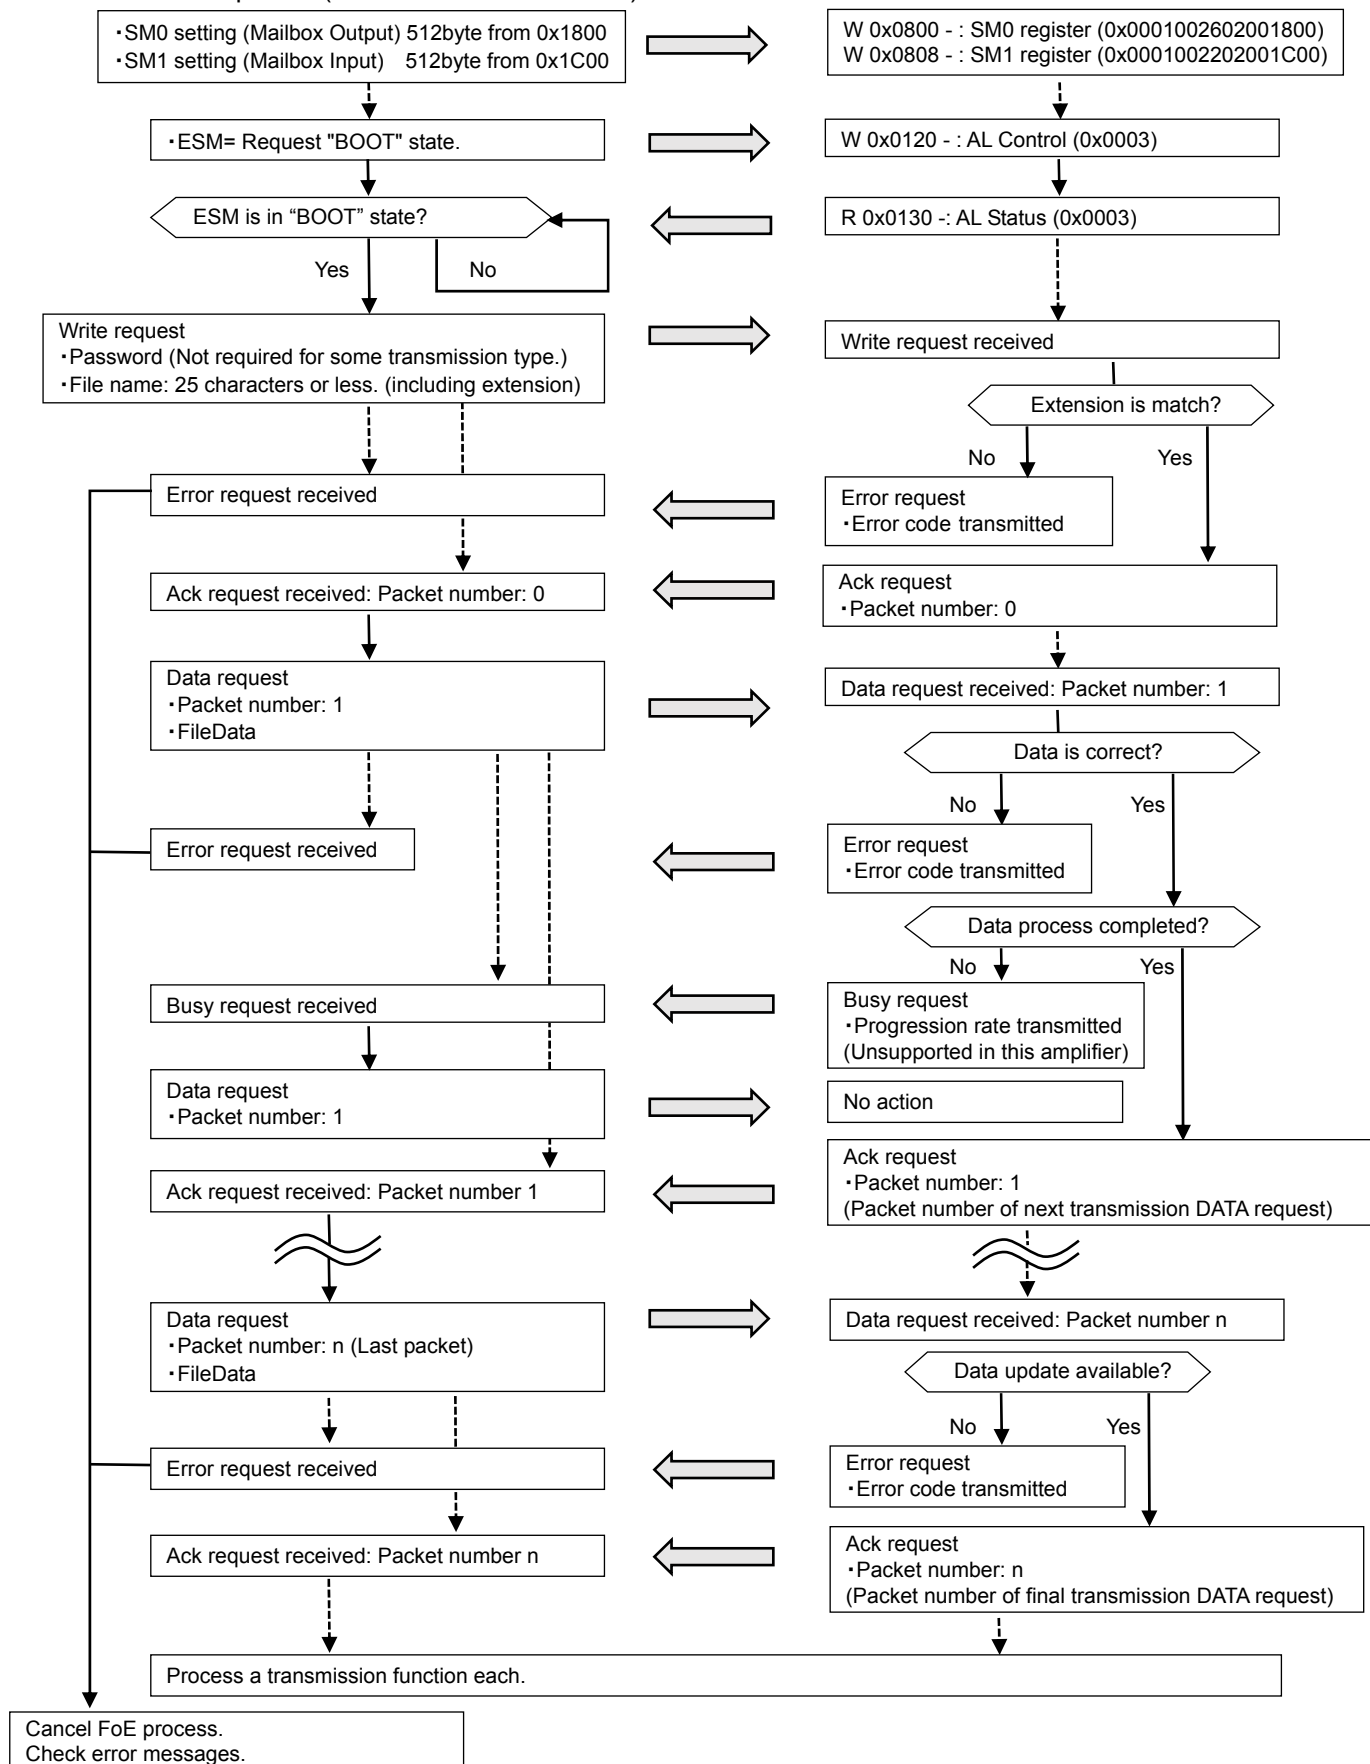 ・SM0 setting (Mailbox Output) 512byte from 0x1800
・SM1 setting (Mailbox Input) 512byte from 0x1C00
W 0x0800 - : SM0 register (0x0001002602001800)
W 0x0808 - : SM1 register (0x0001002202001C00)
・ESM= Request "BOOT" state.
W 0x0120 - : AL Control (0x0003)
ESM is in “BOOT” state?
R 0x0130 -: AL Status (0x0003)
Yes
No
Write request
・Password (Not required for some transmission type.)
・File name: 25 characters or less. (including extension)
Write request received
Extension is match?
No
Yes
Error request received
Error request
・Error code transmitted
Ack request received: Packet number: 0
Ack request
・Packet number: 0
Data request
・Packet number: 1
・FileData
Data request received: Packet number: 1
Data is correct?
No
Yes
Error request received
Error request
・Error code transmitted
Data process completed?
No
Yes
Busy request received
Busy request
・Progression rate transmitted
(Unsupported in this amplifier)
Data request
・Packet number: 1
No action
Ack request received: Packet number 1
Ack request
・Packet number: 1
(Packet number of next transmission DATA request)
Data request
・Packet number: n (Last packet)
・FileData
Data request received: Packet number n
Data update available?
No
Yes
Error request received
Error request
・Error code transmitted
Ack request received: Packet number n
Ack request
・Packet number: n
(Packet number of final transmission DATA request)
Process a transmission function each.
Cancel FoE process.
Check error messages.